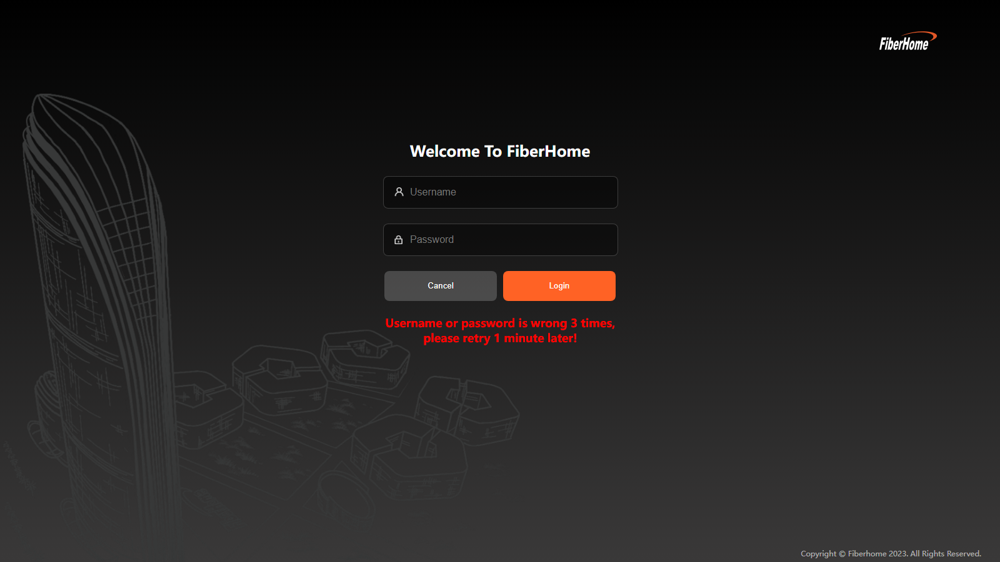 FiberHome
Welcome To FiberHome
Username
Password
Cancel
Login
Username or password is wrong 3 times,
please retry 1 minute later!
Copyright © Fiberhome 2023. All Rights Reserved.